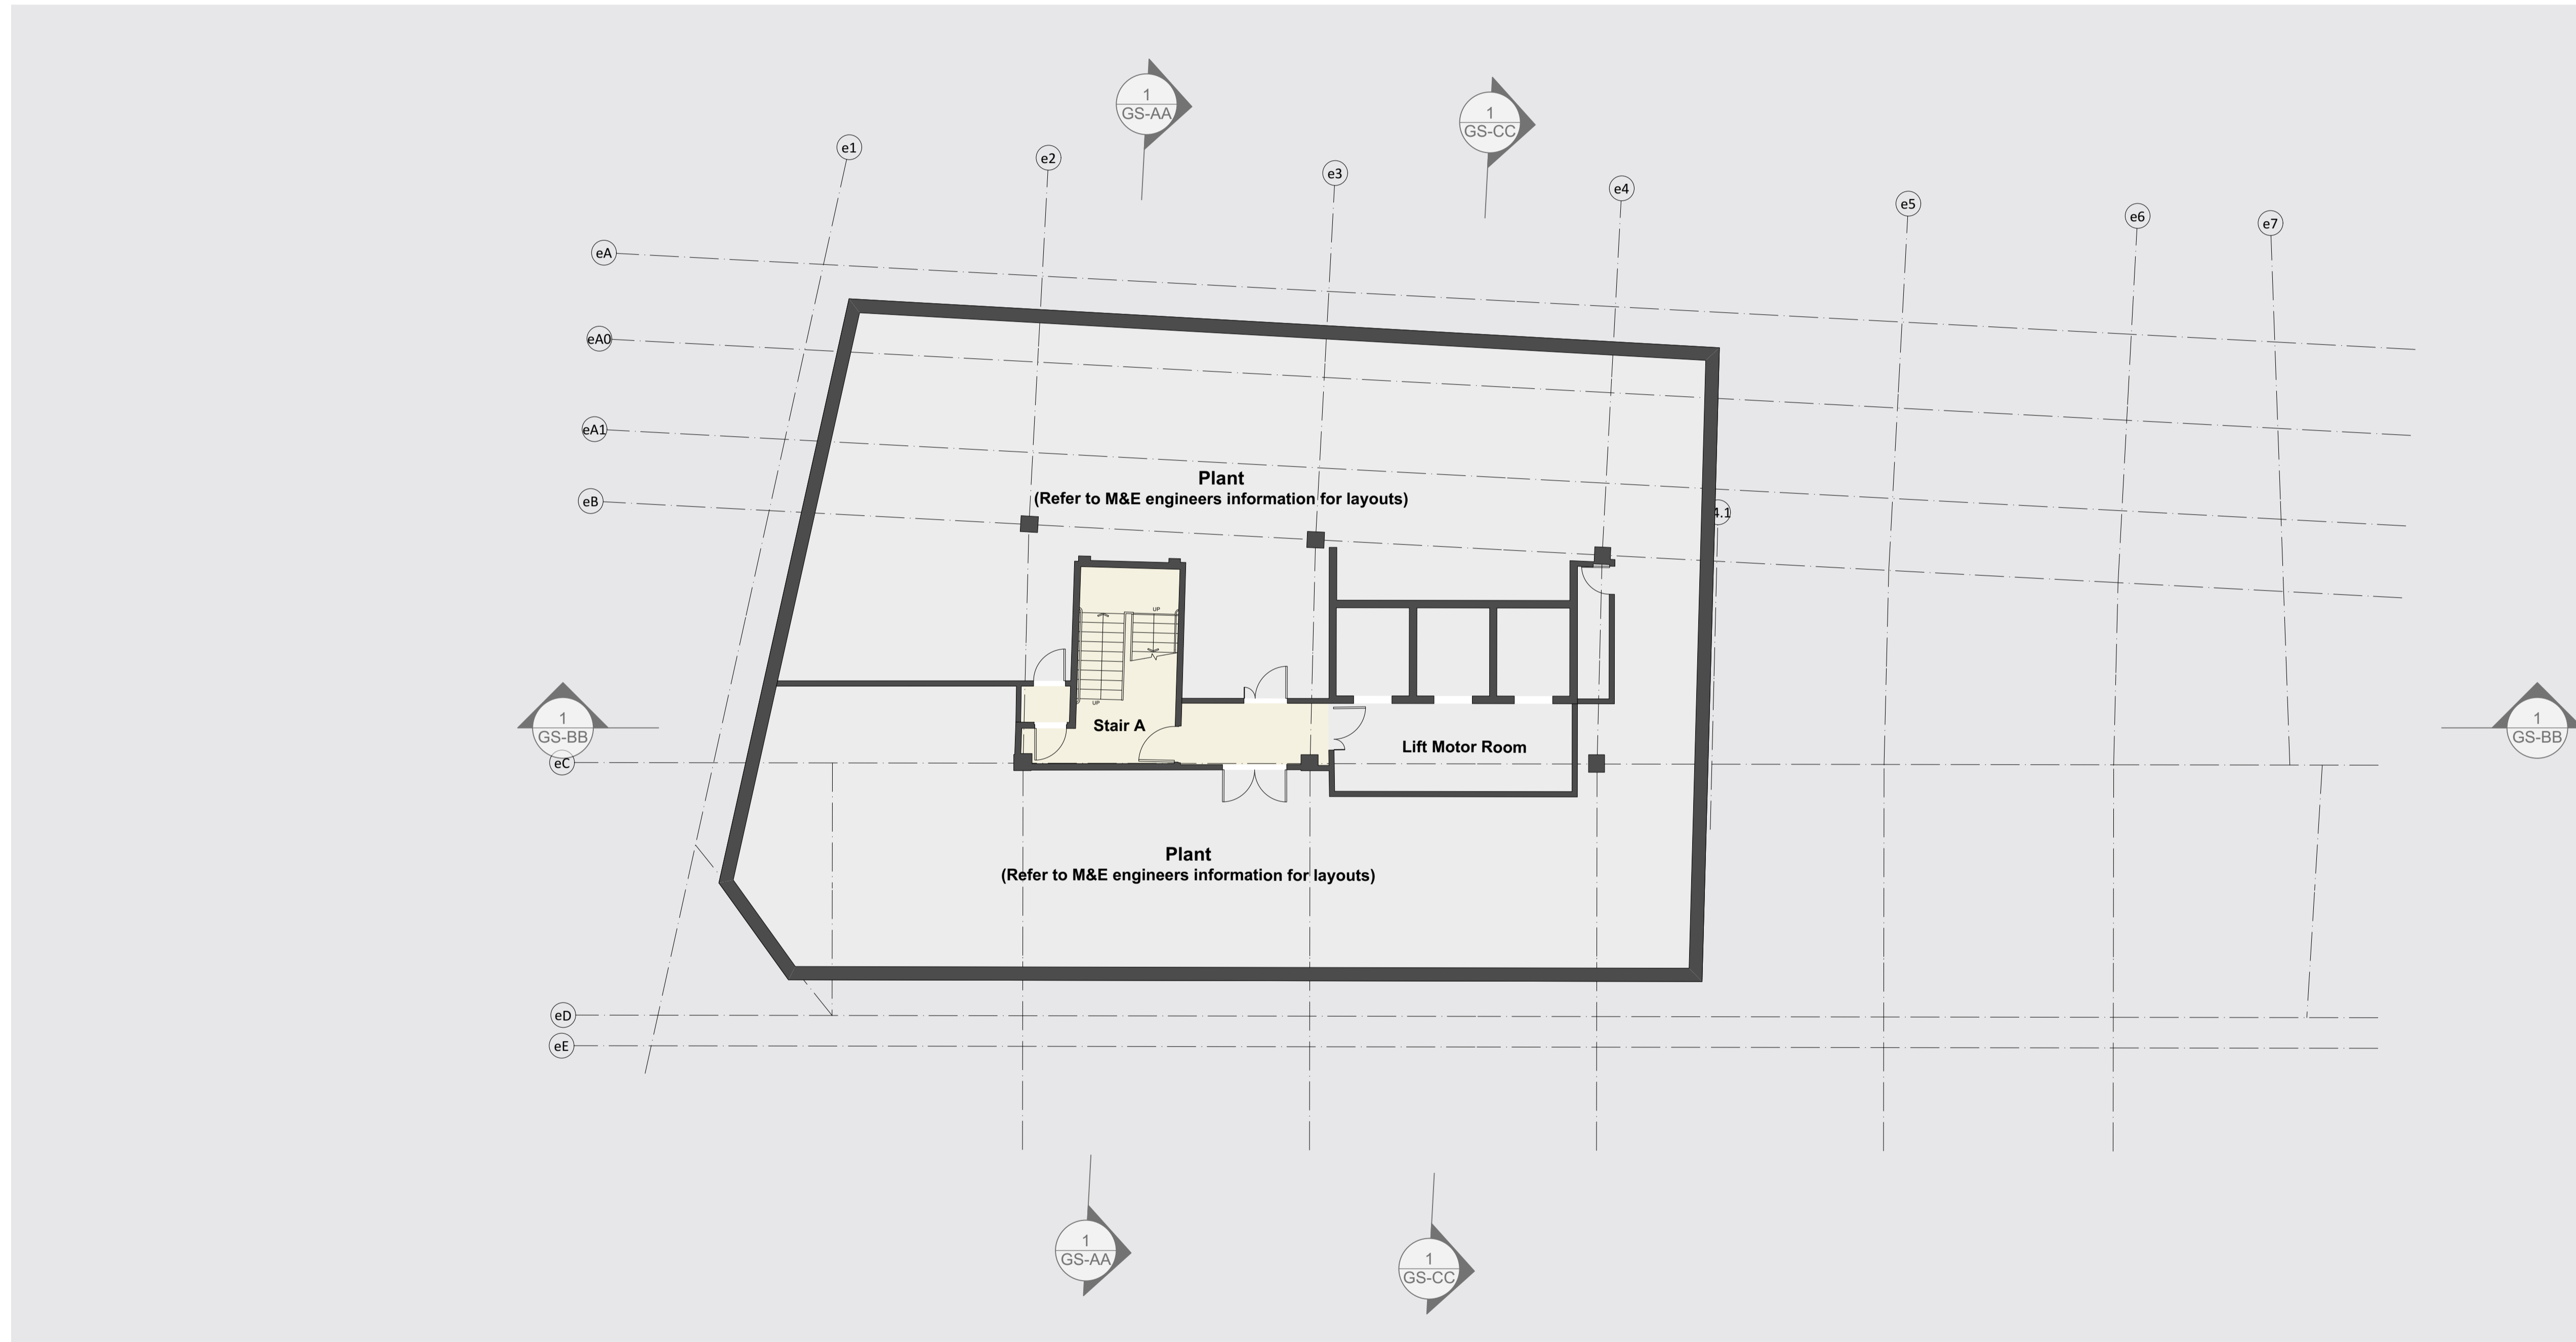 1
GS-AA
1
GS-CC
e1
e2
e3
e4
e5
e6
e7
eA
eA0
eA1
eB
Plant
(Refer to M&E engineers information for layouts)
4.1
UP
UP
Stair A
Lift Motor Room
1
GS-BB
1
GS-BB
eC
Plant
(Refer to M&E engineers information for layouts)
eD
eE
1
GS-AA
1
GS-CC